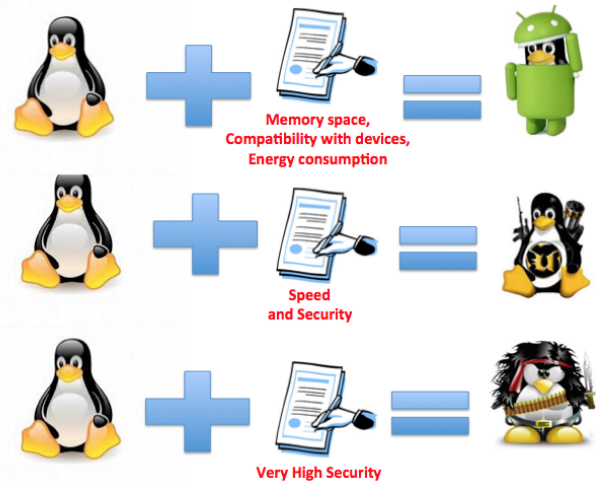 Memory space,
Compatibility with devices,
Energy consumption
Speed
and Security
Very High Security